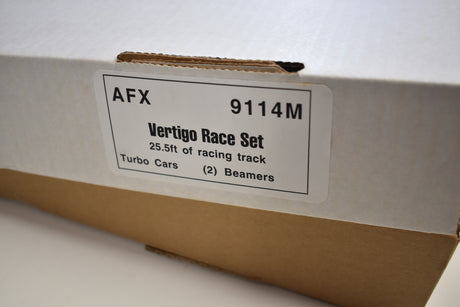 AFX 9114M
Vertigo Race Set
25.5ft of racing track
Turbo Cars (2) Beamers